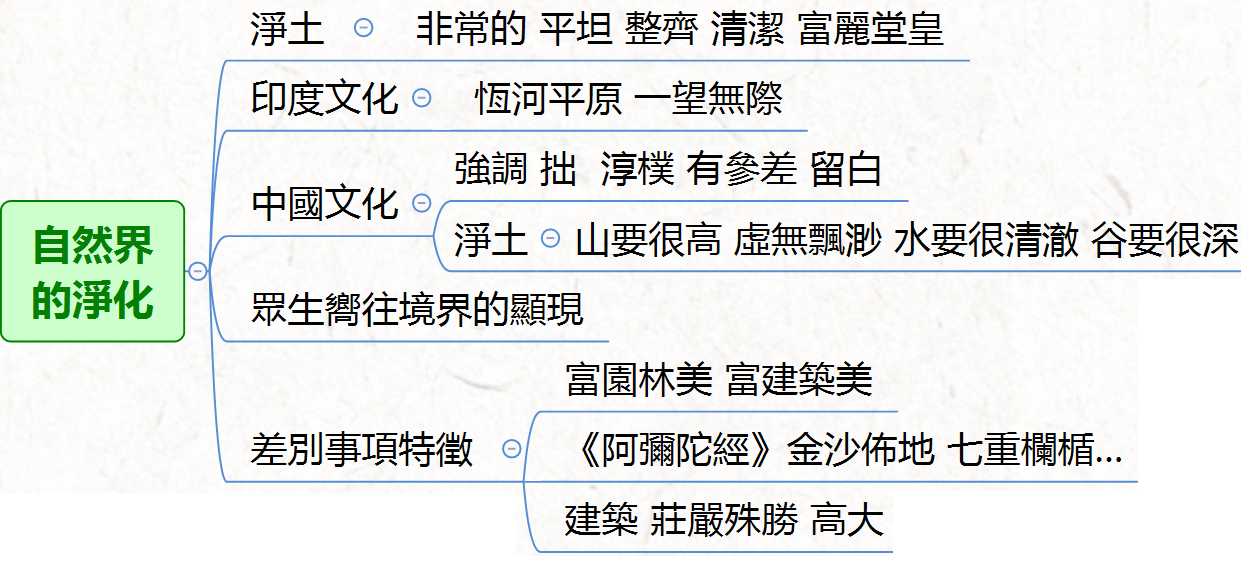 自然界
的淨化
淨土 非常的 平坦 整齊 清潔 富麗堂皇
印度文化 恆河平原 一望無際
中國文化
強調 拙 淳樸 有參差 留白
淨土 山要很高 虛無飄渺 水要很清澈 谷要很深
眾生嚮往境界的顯現
差別事項特徵
富園林美 富建築美
《阿彌陀經》金沙佈地 七重欄楯...
建築 莊嚴殊勝 高大